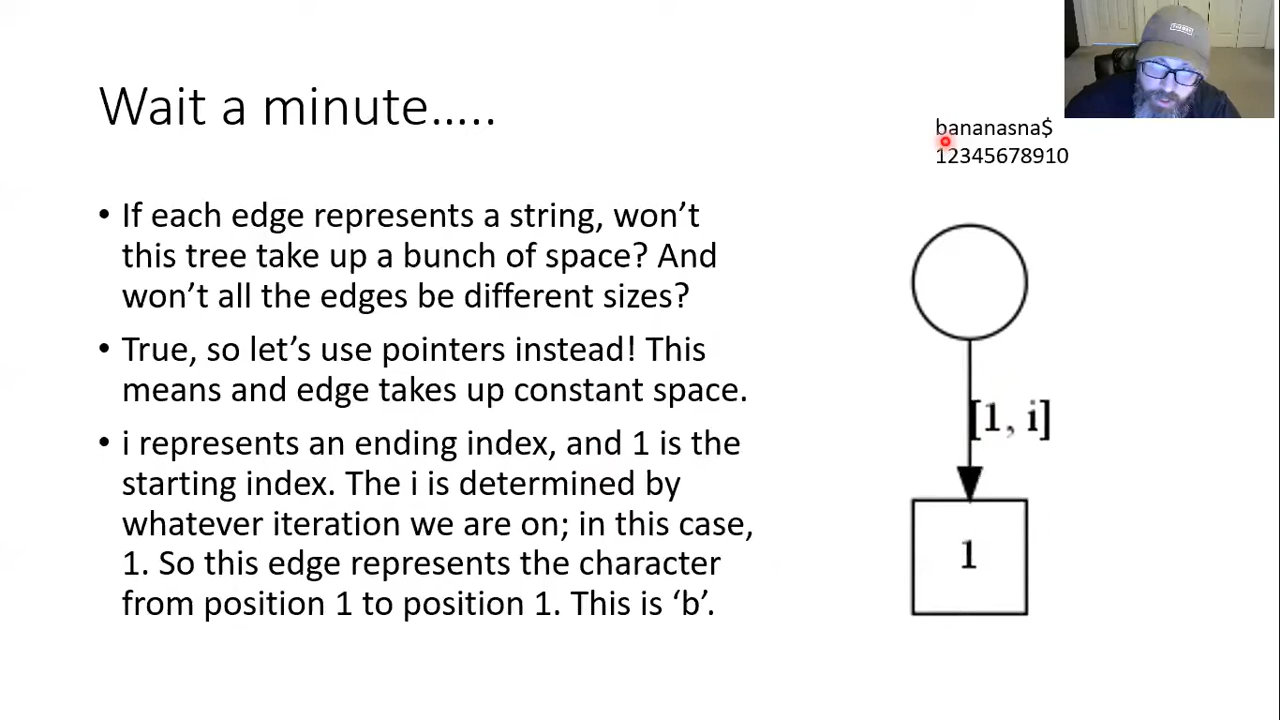 Wait a minute…..
bananasna$
12345678910
• If each edge represents a string, won’t
this tree take up a bunch of space? And
won’t all the edges be different sizes?
• True, so let’s use pointers instead! This
means and edge takes up constant space.
• i represents an ending index, and 1 is the
starting index. The i is determined by
whatever iteration we are on; in this case,
1. So this edge represents the character
from position 1 to position 1. This is ‘b’.
[1, i]
1